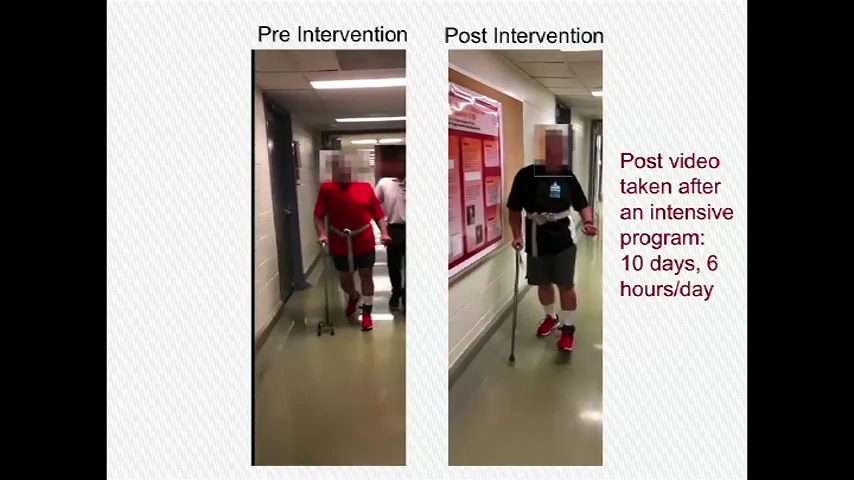 Pre Intervention
Post Intervention
Post video
taken after
an intensive
program:
10 days, 6
hours/day